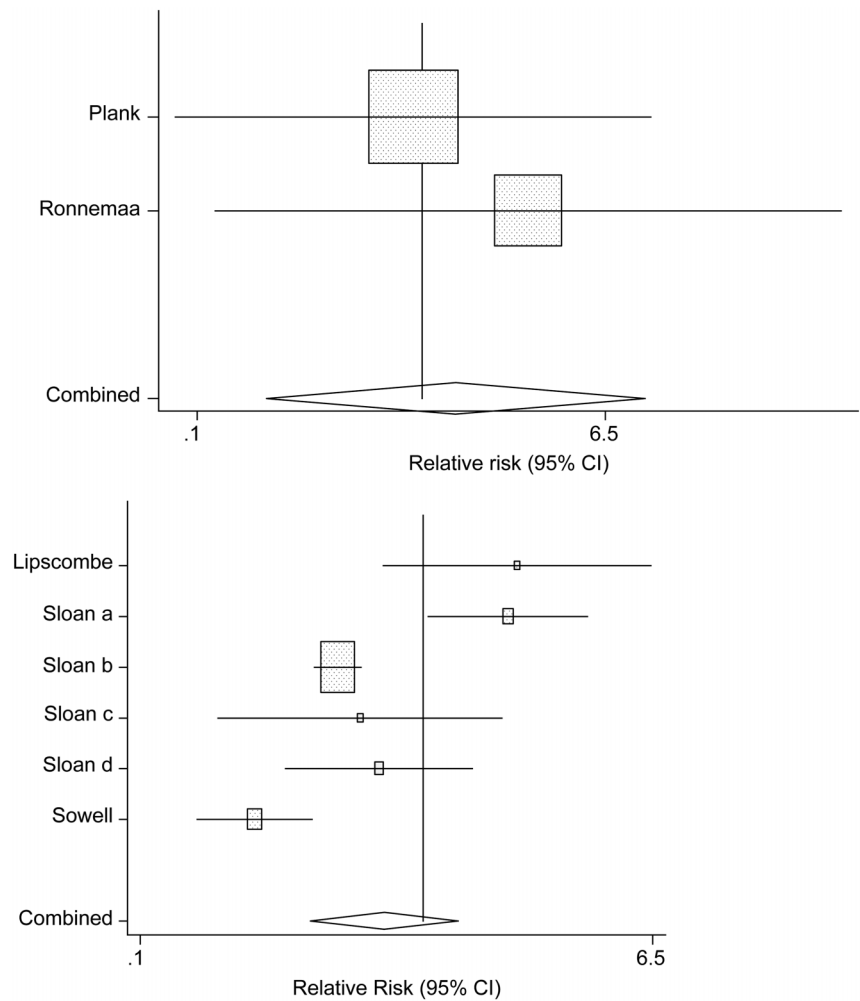 Plank
Ronnemaa
Combined
.1
6.5
Relative risk (95% CI)
Lipscombe
Sloan a
Sloan b
Sloan c
Sloan d
Sowell
Combined
.1
6.5
Relative Risk (95% CI)